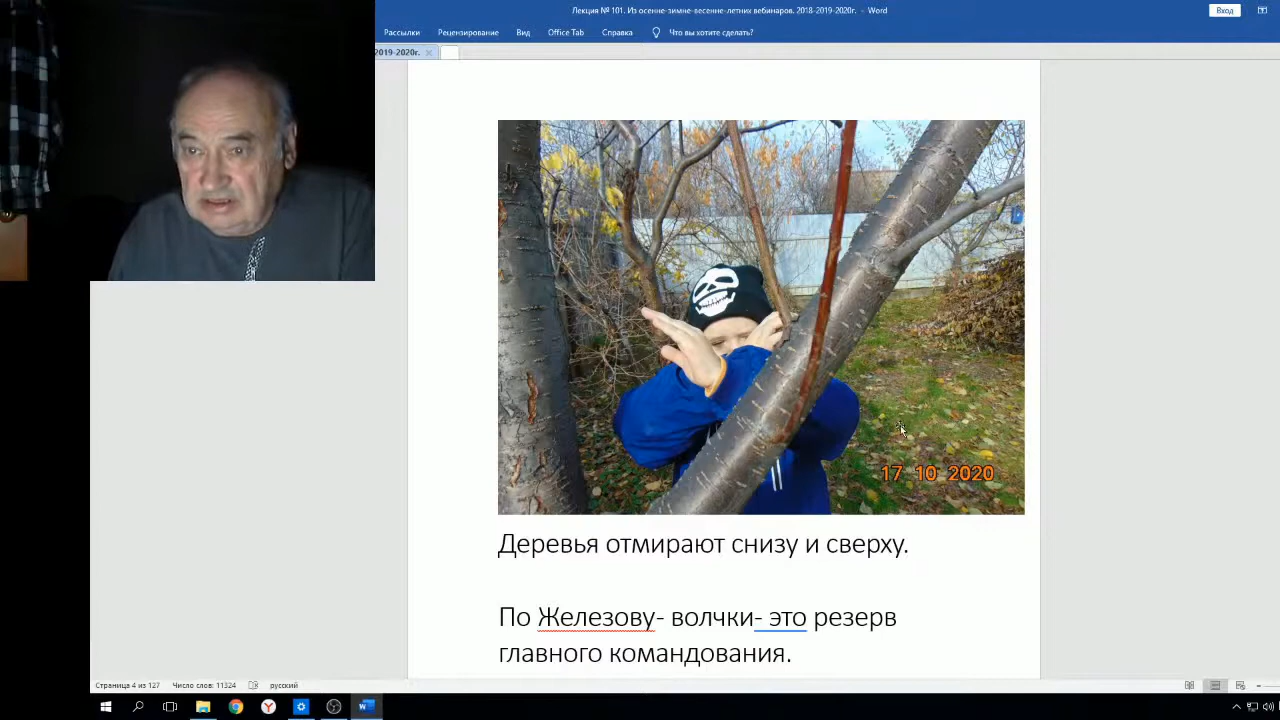 Лекция № 101. Из осенне-зимне-весенне-летних вебинаров. 2018-2019-2020г. - Word
Вход
Рассылки Рецензирование Вид Office Tab Справка Что вы хотите сделать?
2019-2020г.
17 10 2020
Деревья отмирают снизу и сверху.
По Железову- волчки- это резерв
главного командования.
Страница 4 из 127 Число слов: 11324 русский